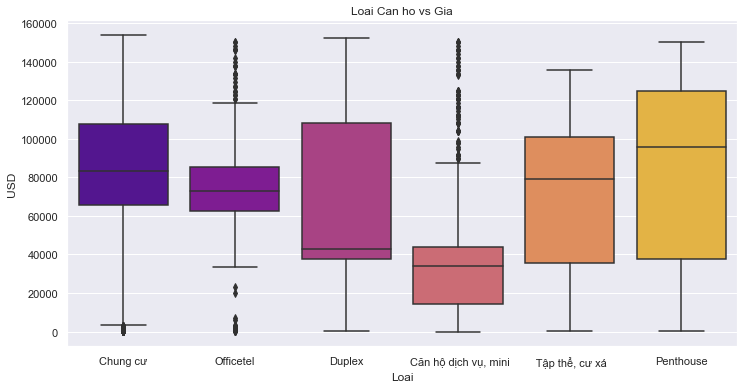 Loai Can ho vs Gia
160000
140000
120000
100000
80000
60000
40000
20000
0
USD
Chung cư
Officetel
Duplex
Căn hộ dịch vụ, mini
Tập thể, cư xá
Penthouse
Loai